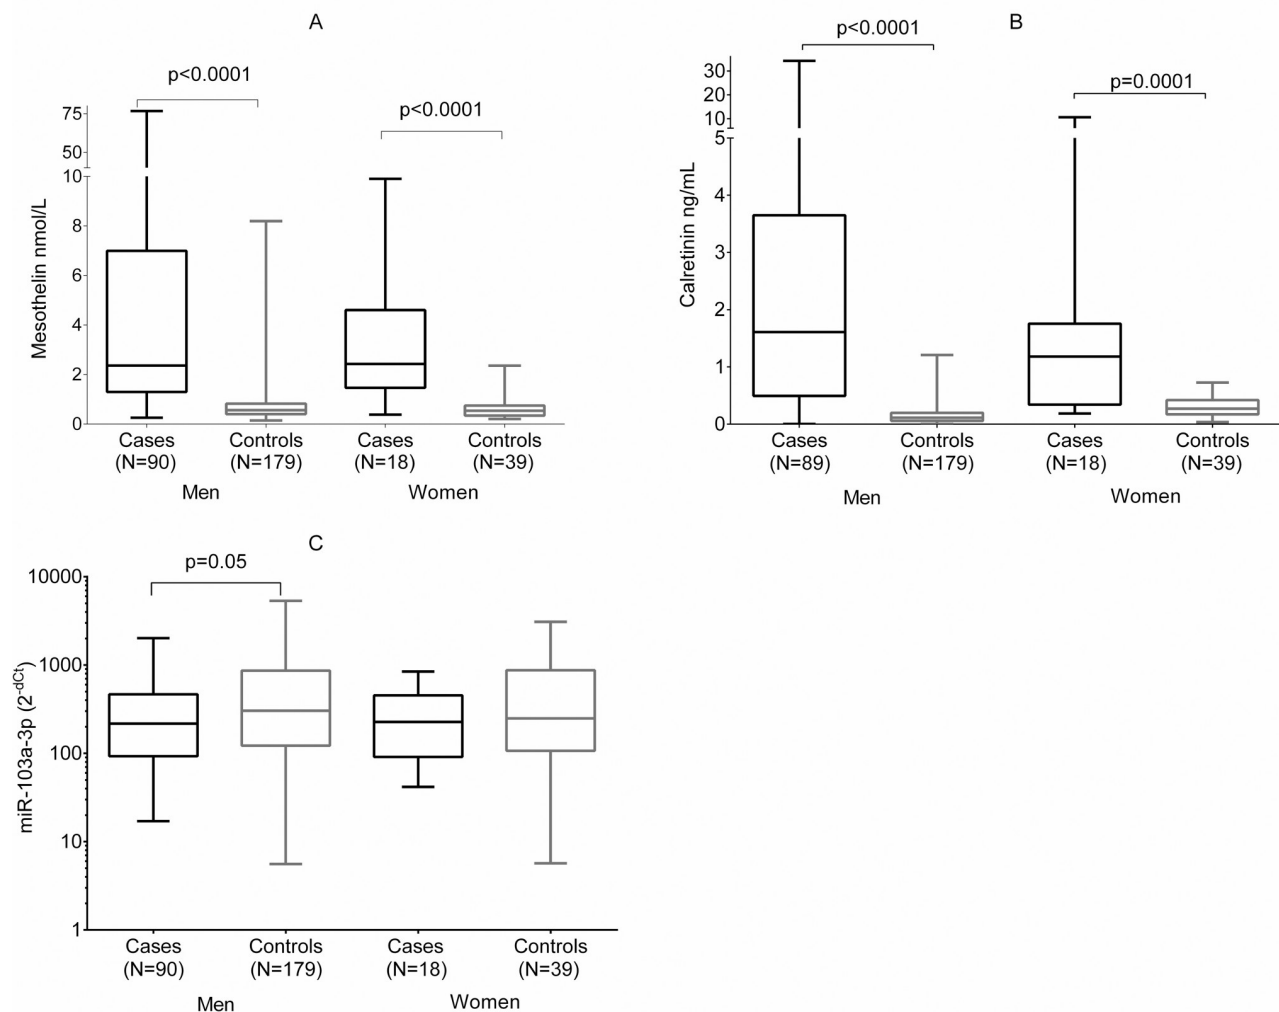 A
p<0.0001
p<0.0001
75
50
10
8
6
4
2
0
Mesothelin nmol/L
Cases
(N=90)
Controls
(N=179)
Cases
(N=18)
Controls
(N=39)
Men
Women
B
p<0.0001
p=0.0001
30
20
10
5
4
3
2
1
0
Calretinin ng/mL
Cases
(N=89)
Controls
(N=179)
Cases
(N=18)
Controls
(N=39)
Men
Women
C
p=0.05
10000
1000
100
10
1
miR-103a-3p (2-dCt)
Cases
(N=90)
Controls
(N=179)
Cases
(N=18)
Controls
(N=39)
Men
Women